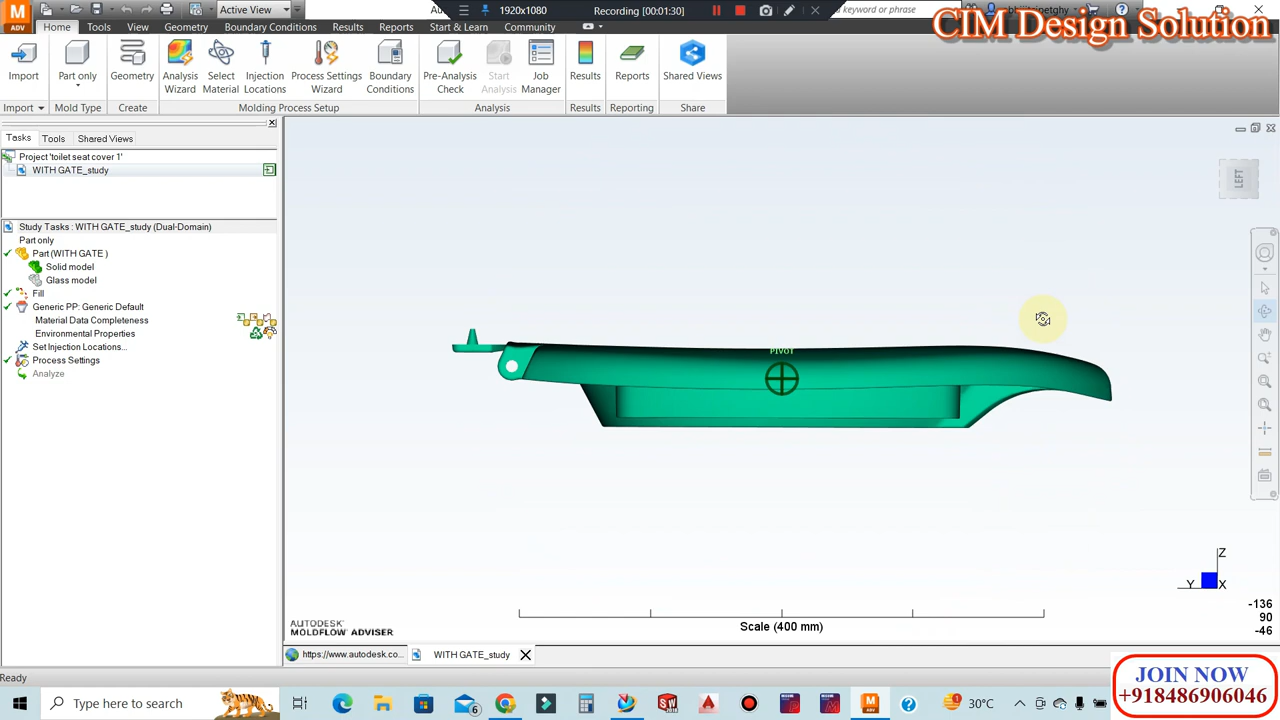 Active View
1920x1080
Recording [00:01:30]
keyword or phrase
CIM Design Solution
ADV
Home
Tools
View
Geometry
Boundary Conditions
Results
Reports
Start & Learn
Community
Import
Part only
Geometry
Analysis Wizard
Select Material
Injection Locations
Process Settings Wizard
Boundary Conditions
Pre-Analysis Check
Start Analysis
Job Manager
Results
Reports
Shared Views
Import
Mold Type
Create
Molding Process Setup
Analysis
Results
Reporting
Share
Tasks
Tools
Shared Views
Project 'toilet seat cover 1'
WITH GATE_study
Study Tasks : WITH GATE_study (Dual-Domain)
Part only
Part (WITH GATE )
Solid model
Glass model
Fill
Generic PP: Generic Default
Material Data Completeness
Environmental Properties
Set Injection Locations...
Process Settings
Analyze
LEFT
PIVOT
Z
Y
X
-136
90
-46
Scale (400 mm)
AUTODESK
MOLDFLOW ADVISER
https://www.autodesk.co...
WITH GATE_study
Ready
JOIN NOW
+918486906046
Type here to search
6
30°C